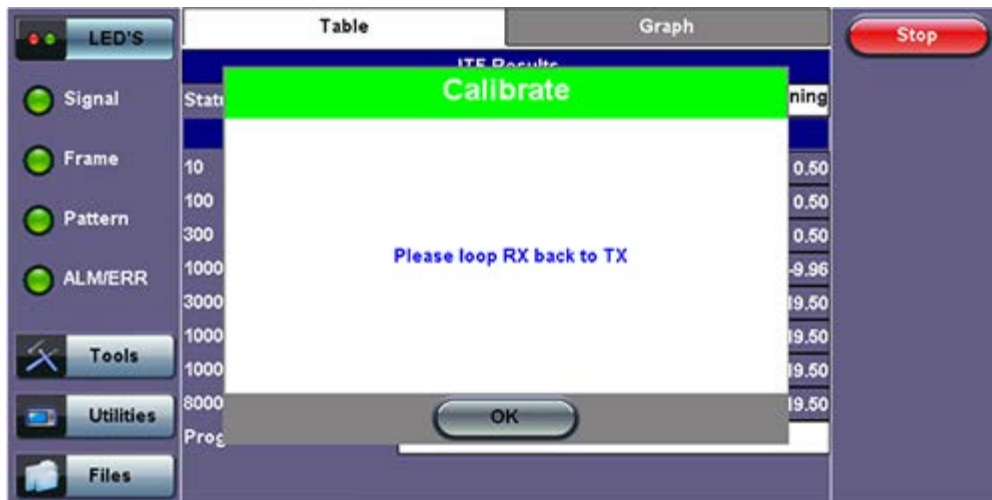 LED'S
Table
Graph
Stop
Results
Calibrate
Signal
ning
Frame
10
0.50
100
0.50
Pattern
300
0.50
Please loop RX back to TX
1000
-9.96
ALM/ERR
3000
19.50
1000
19.50
Tools
1000
19.50
8000
19.50
Utilities
OK
Files